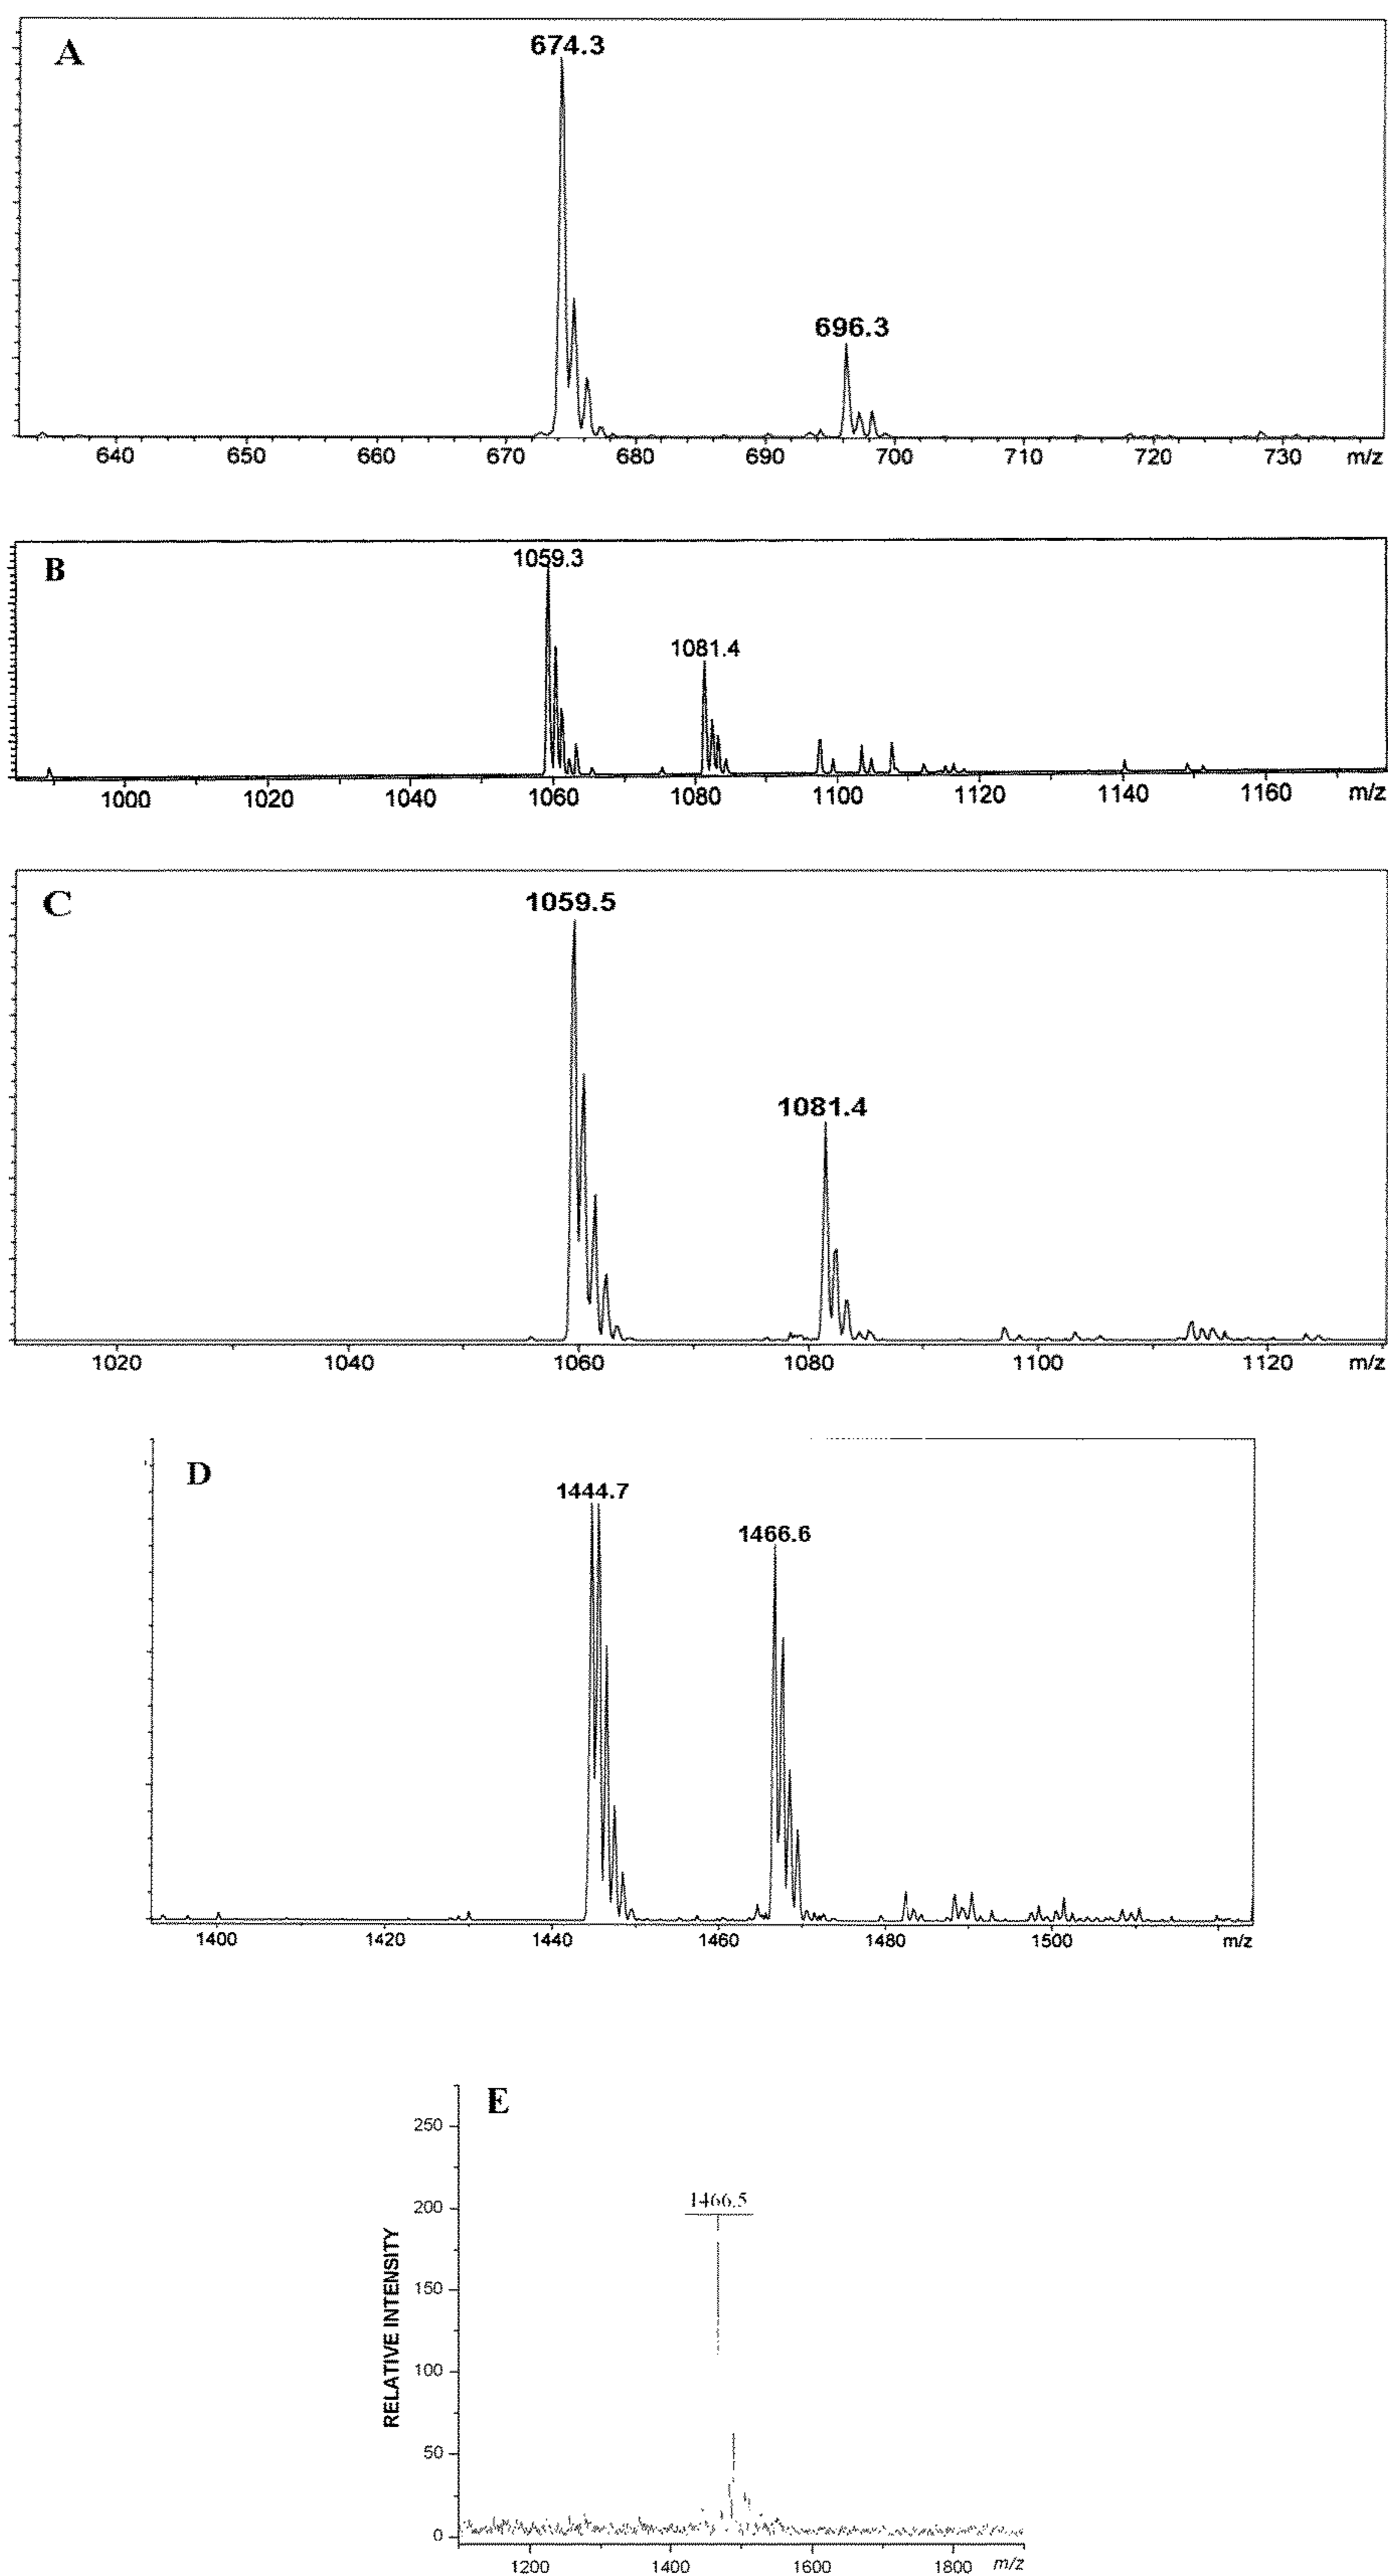 A
674.3
696.3
640 650 660 670 680 690 700 710 720 730 m/z
B
1059.3
1081.4
1000 1020 1040 1060 1080 1100 1120 1140 1160 m/z
C
1059.5
1081.4
1020 1040 1060 1080 1100 1120 m/z
D
1444.7
1466.6
1400 1420 1440 1460 1480 1500 m/z
E
250
200
150
100
50
0
1466.5
RELATIVE INTENSITY
1200 1400 1600 1800 m/z